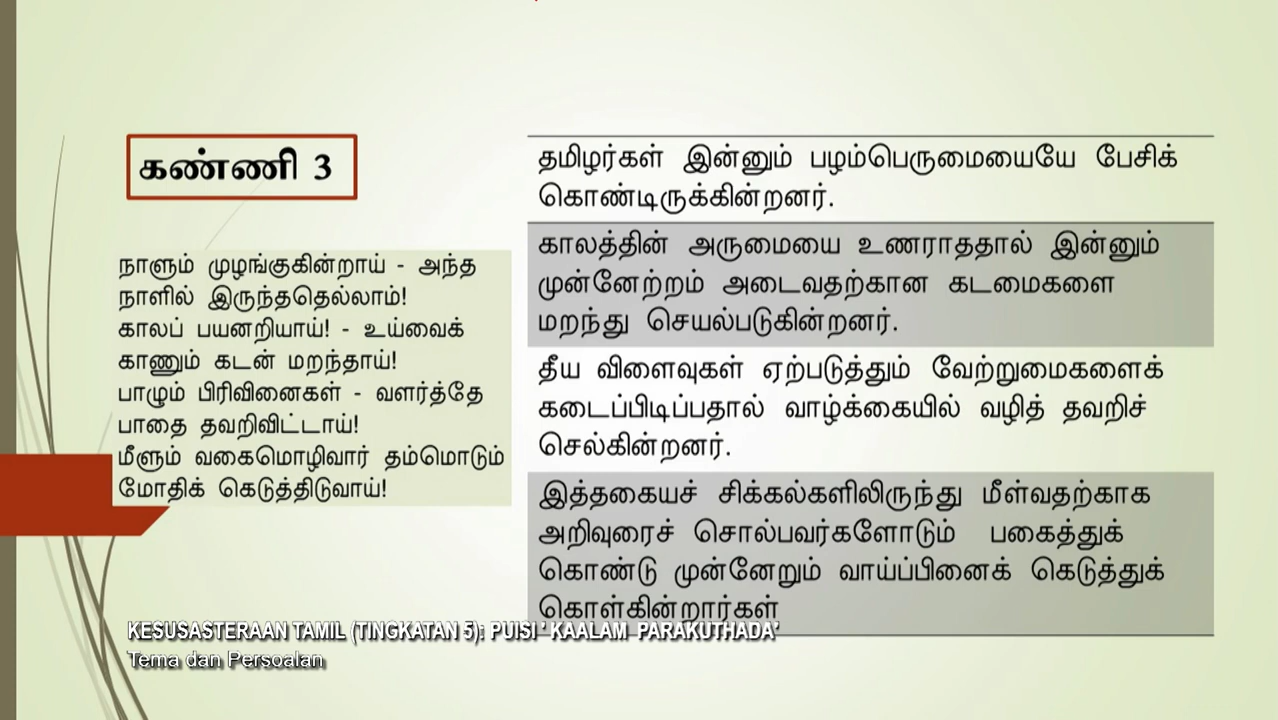 கண்ணி 3
நாளும் முழங்குகின்றாய் - அந்த
நாளில் இருந்ததெல்லாம்!
காலப் பயனறியாய்! - உய்வைக்
காணும் கடன் மறந்தாய்!
பாழும் பிரிவினைகள் - வளர்த்தே
பாதை தவறிவிட்டாய்!
மீளும் வகைமொழிவார் தம்மொடும்
மோதிக் கெடுத்திடுவாய்!
தமிழர்கள் இன்னும் பழம்பெருமையையே பேசிக்
கொண்டிருக்கின்றனர்.
காலத்தின் அருமையை உணராததால் இன்னும்
முன்னேற்றம் அடைவதற்கான கடமைகளை
மறந்து செயல்படுகின்றனர்.
தீய விளைவுகள் ஏற்படுத்தும் வேற்றுமைகளைக்
கடைப்பிடிப்பதால் வாழ்க்கையில் வழித் தவறிச்
செல்கின்றனர்.
இத்தகையச் சிக்கல்களிலிருந்து மீள்வதற்காக
அறிவுரைச் சொல்பவர்களோடும் பகைத்துக்
கொண்டு முன்னேறும் வாய்ப்பினைக் கெடுத்துக்
கொள்கின்றார்கள்
KESUSASTERAAN TAMIL (TINGKATAN 5): PUISI ' KAALAM PARAKUTHADA'
Tema dan Persoalan